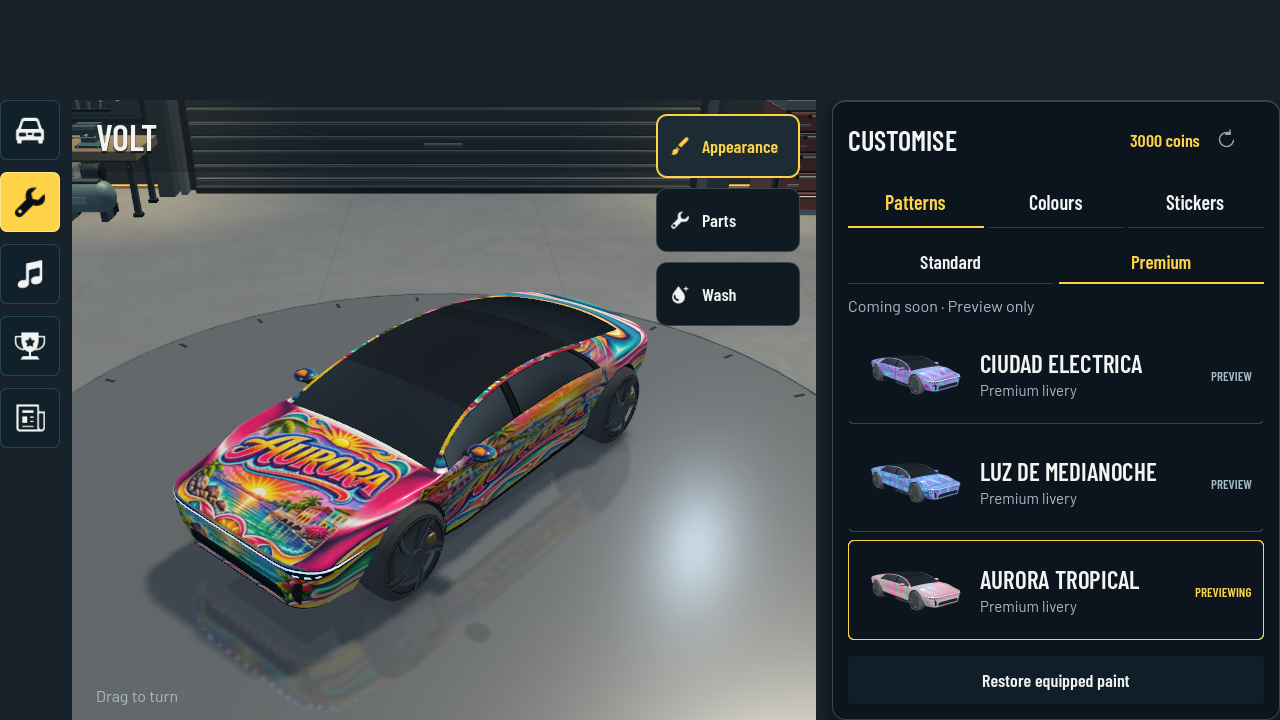 VOLT
Appearance
Parts
Wash
AURORA
Drag to turn
CUSTOMISE
3000 coins
Patterns
Colours
Stickers
Standard
Premium
Coming soon · Preview only
CIUDAD ELECTRICA
Premium livery
PREVIEW
LUZ DE MEDIANOCHE
Premium livery
PREVIEW
AURORA TROPICAL
Premium livery
PREVIEWING
Restore equipped paint